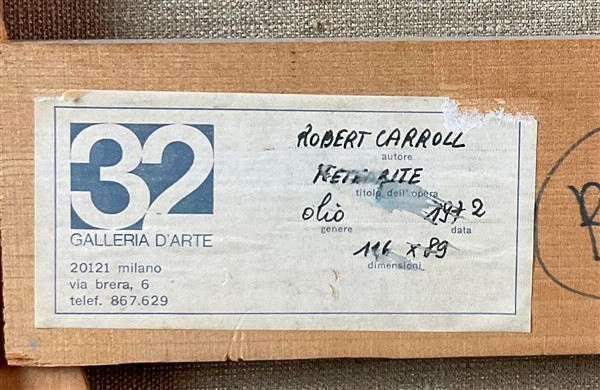 32
GALLERIA D'ARTE
20121 milano
via brera, 6
telef. 867.629
ROBERT CARROLL
autore
titolo dell'opera
olio 1972
genere data
116 x 89
dimensioni